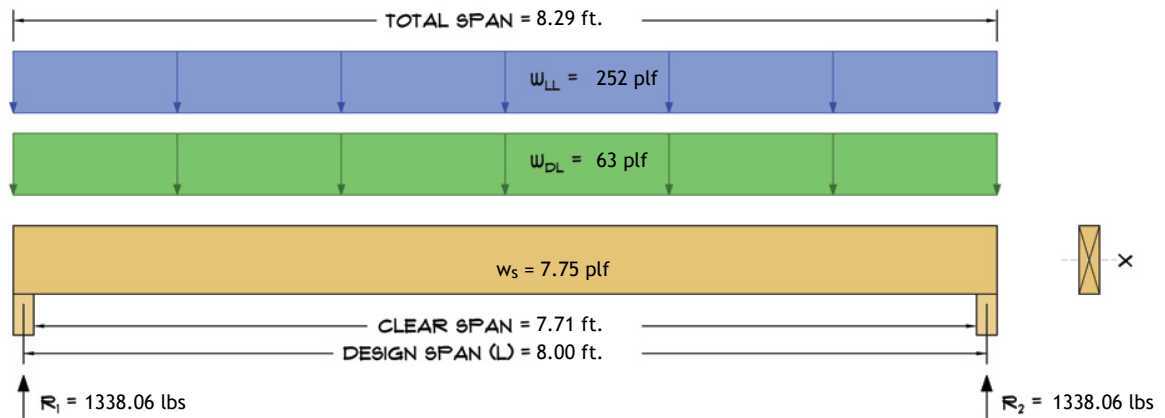 TOTAL SPAN = 8.29 ft.
WLL = 252 plf
WDL = 63 plf
ws = 7.75 plf
X
CLEAR SPAN = 7.71 ft.
DESIGN SPAN (L) = 8.00 ft.
R1 = 1338.06 lbs
R2 = 1338.06 lbs